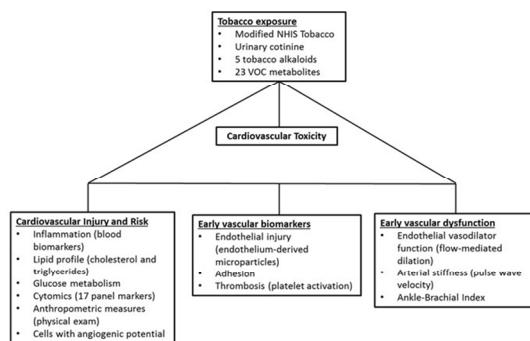 Tobacco exposure
• Modified NHIS Tobacco
• Urinary cotinine
• 5 tobacco alkaloids
• 23 VOC metabolites
Cardiovascular Toxicity
Cardiovascular Injury and Risk
• Inflammation (blood
biomarkers)
• Lipid profile (cholesterol and
triglycerides)
• Glucose metabolism
• Cytomics (17 panel markers)
• Anthropometric measures
(physical exam)
• Cells with angiogenic potential
Early vascular biomarkers
• Endothelial injury
(endothelium-derived
microparticles)
• Adhesion
• Thrombosis (platelet activation)
Early vascular dysfunction
• Endothelial vasodilator
function (flow-mediated
dilation)
• Arterial stiffness (pulse wave
velocity)
• Ankle-Brachial Index